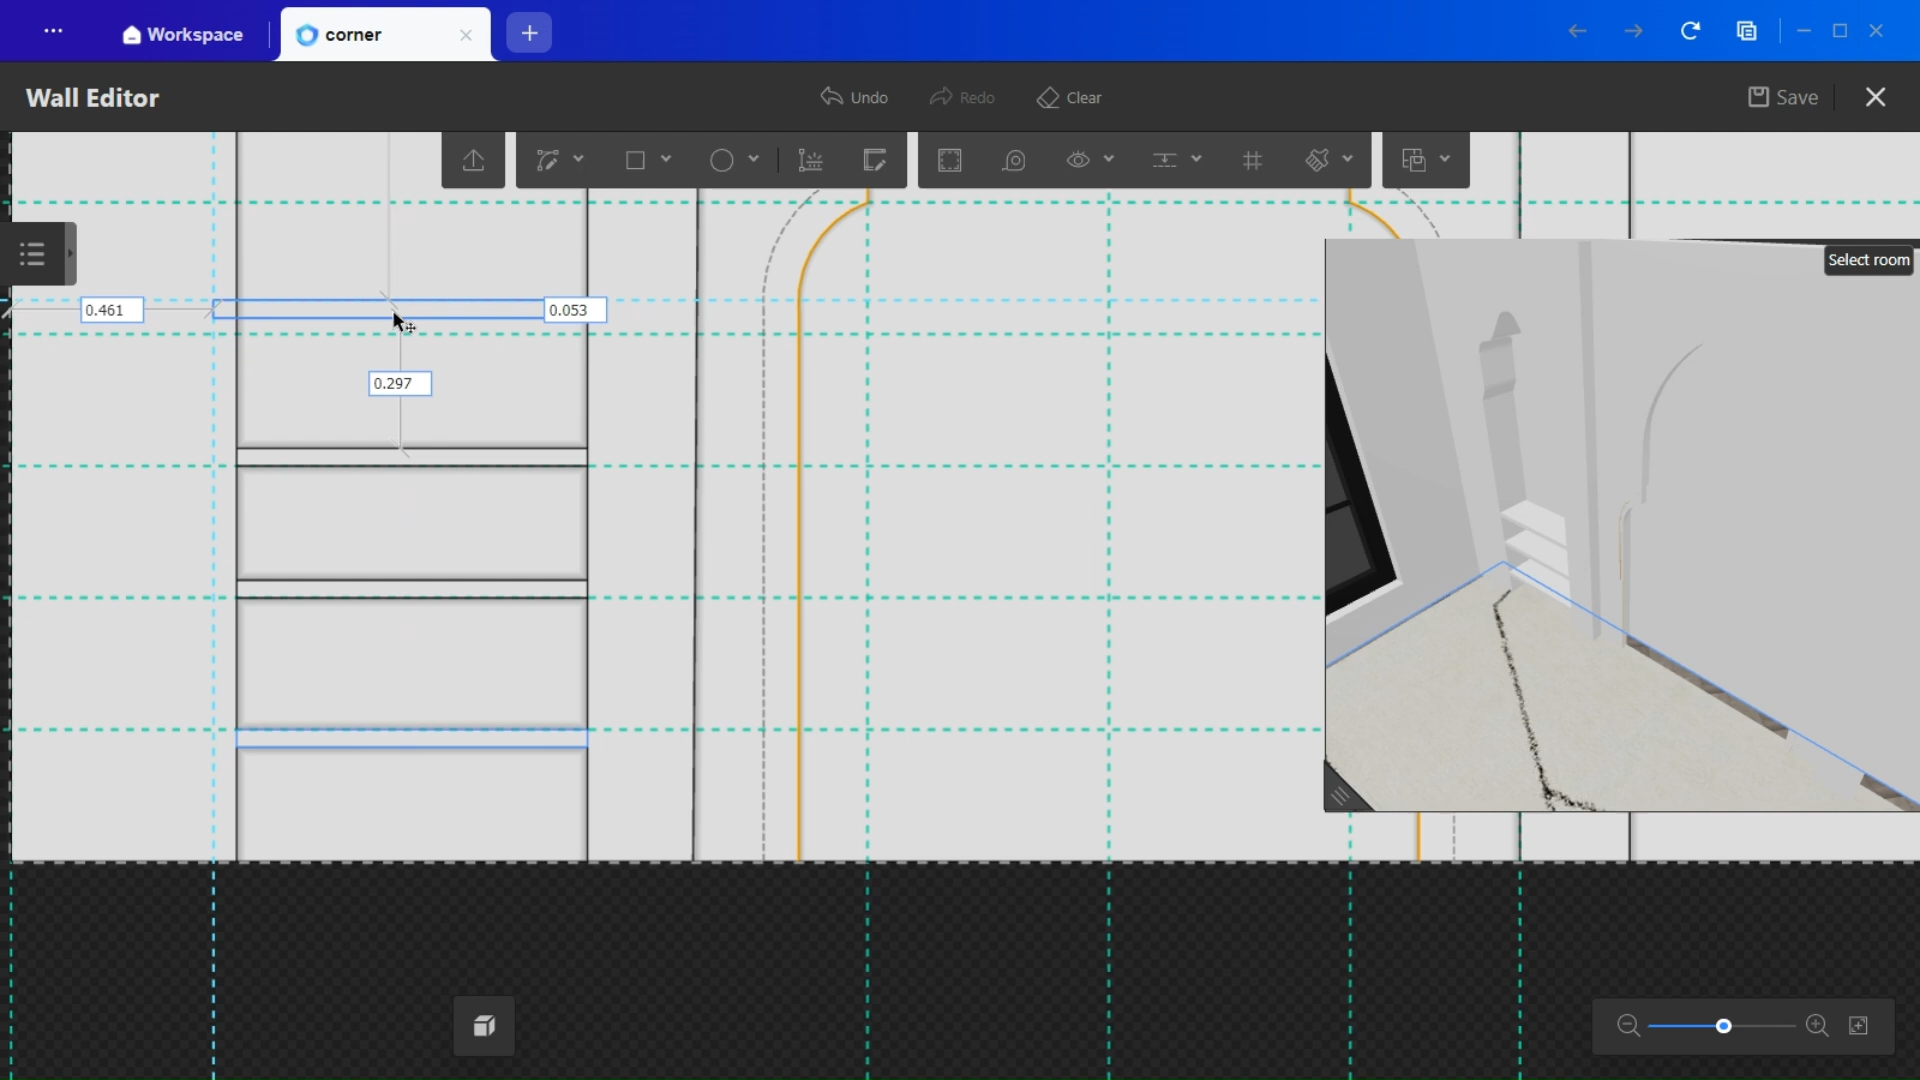 Workspace
corner
Wall Editor
Undo
Redo
Clear
Save
Select room
0.461
0.053
0.297